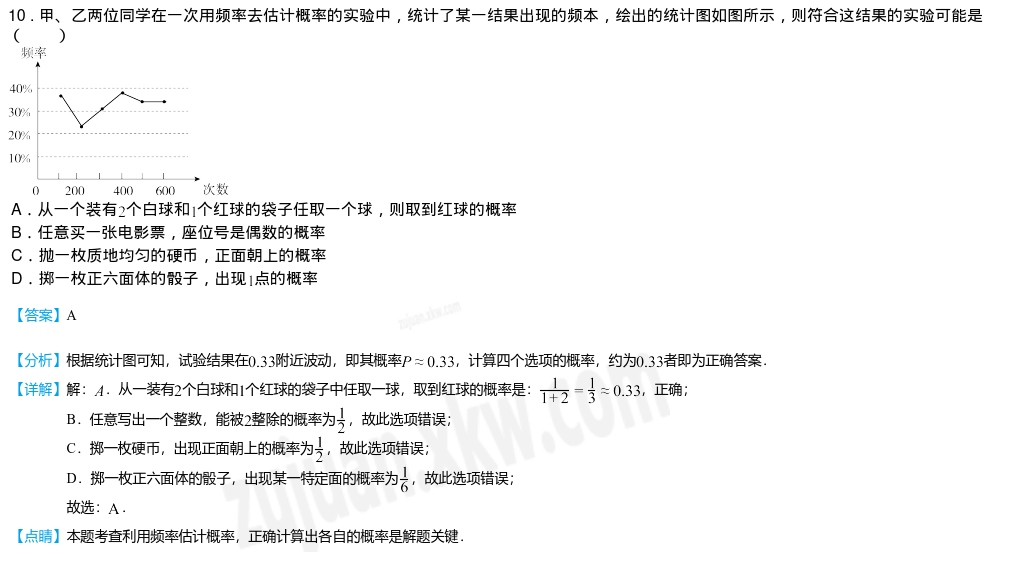 10．甲、乙两位同学在一次用频率去估计概率的实验中，统计了某一结果出现的频本，绘出的统计图如图所示，则符合这结果的实验可能是
（　　）
频率
40%
30%
20%
10%
0 200 400 600 次数
A．从一个装有2个白球和1个红球的袋子任取一个球，则取到红球的概率
B．任意买一张电影票，座位号是偶数的概率
C．抛一枚质地均匀的硬币，正面朝上的概率
D．掷一枚正六面体的骰子，出现1点的概率
【答案】A
【分析】根据统计图可知，试验结果在0.33附近波动，即其概率P≈0.33，计算四个选项的概率，约为0.33者即为正确答案．
【详解】解：A．从一装有2个白球和1个红球的袋子中任取一球，取到红球的概率是：1/(1+2)=1/3≈0.33，正确；
B．任意写出一个整数，能被2整除的概率为1/2，故此选项错误；
C．掷一枚硬币，出现正面朝上的概率为1/2，故此选项错误；
D．掷一枚正六面体的骰子，出现某一特定面的概率为1/6，故此选项错误；
故选：A．
【点睛】本题考查利用频率估计概率，正确计算出各自的概率是解题关键．
zujuan.xkw.com
zujuan.xkw.com